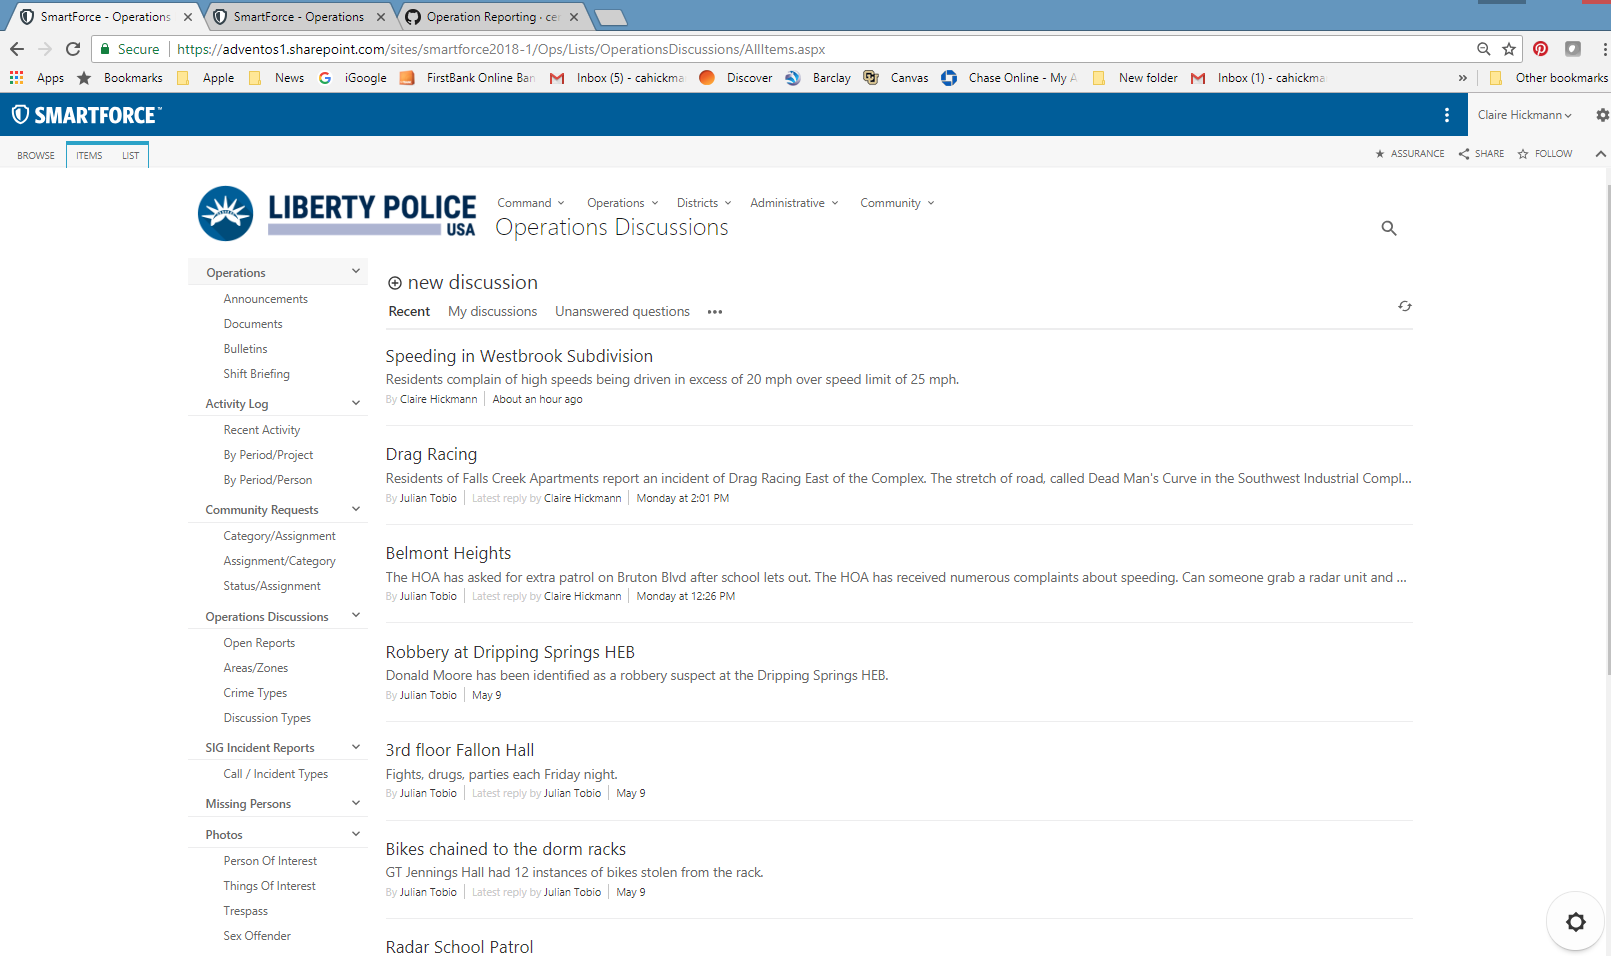 SmartForce - Operations
SmartForce - Operations
Operation Reporting · ce
Secure https://adventos1.sharepoint.com/sites/smartforce2018-1/Ops/Lists/OperationsDiscussions/AllItems.aspx
Apps Bookmarks Apple News iGoogle FirstBank Online Ban Inbox (5) - cahickma Discover Barclay Canvas Chase Online - My A New folder Inbox (1) - cahickma » Other bookmarks
SMARTFORCE™ Claire Hickmann
BROWSE ITEMS LIST ASSURANCE SHARE FOLLOW
LIBERTY POLICE
USA
Command Operations Districts Administrative Community
Operations Discussions
Operations
Announcements
Documents
Bulletins
Shift Briefing
Activity Log
Recent Activity
By Period/Project
By Period/Person
Community Requests
Category/Assignment
Assignment/Category
Status/Assignment
Operations Discussions
Open Reports
Areas/Zones
Crime Types
Discussion Types
SIG Incident Reports
Call / Incident Types
Missing Persons
Photos
Person Of Interest
Things Of Interest
Trespass
Sex Offender
new discussion
Recent My discussions Unanswered questions •••
Speeding in Westbrook Subdivision
Residents complain of high speeds being driven in excess of 20 mph over speed limit of 25 mph.
By Claire Hickmann | About an hour ago
Drag Racing
Residents of Falls Creek Apartments report an incident of Drag Racing East of the Complex. The stretch of road, called Dead Man's Curve in the Southwest Industrial Compl...
By Julian Tobio | Latest reply by Claire Hickmann | Monday at 2:01 PM
Belmont Heights
The HOA has asked for extra patrol on Bruton Blvd after school lets out. The HOA has received numerous complaints about speeding. Can someone grab a radar unit and ...
By Julian Tobio | Latest reply by Claire Hickmann | Monday at 12:26 PM
Robbery at Dripping Springs HEB
Donald Moore has been identified as a robbery suspect at the Dripping Springs HEB.
By Julian Tobio | May 9
3rd floor Fallon Hall
Fights, drugs, parties each Friday night.
By Julian Tobio | Latest reply by Julian Tobio | May 9
Bikes chained to the dorm racks
GT Jennings Hall had 12 instances of bikes stolen from the rack.
By Julian Tobio | Latest reply by Julian Tobio | May 9
Radar School Patrol